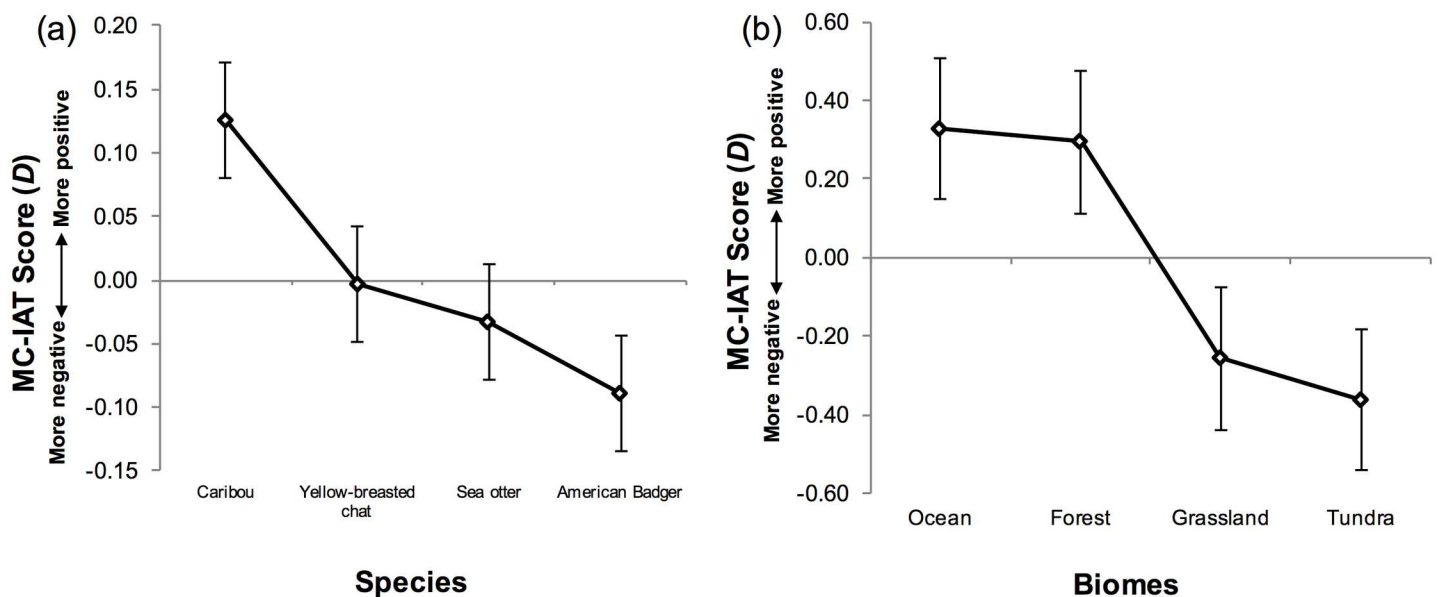 (a)
MC-IAT Score (D)
More negative
More positive
0.20
0.15
0.10
0.05
0.00
-0.05
-0.10
-0.15
Caribou
Yellow-breasted
chat
Sea otter
American Badger
Species
(b)
MC-IAT Score (D)
More negative
More positive
0.60
0.40
0.20
0.00
-0.20
-0.40
-0.60
Ocean
Forest
Grassland
Tundra
Biomes